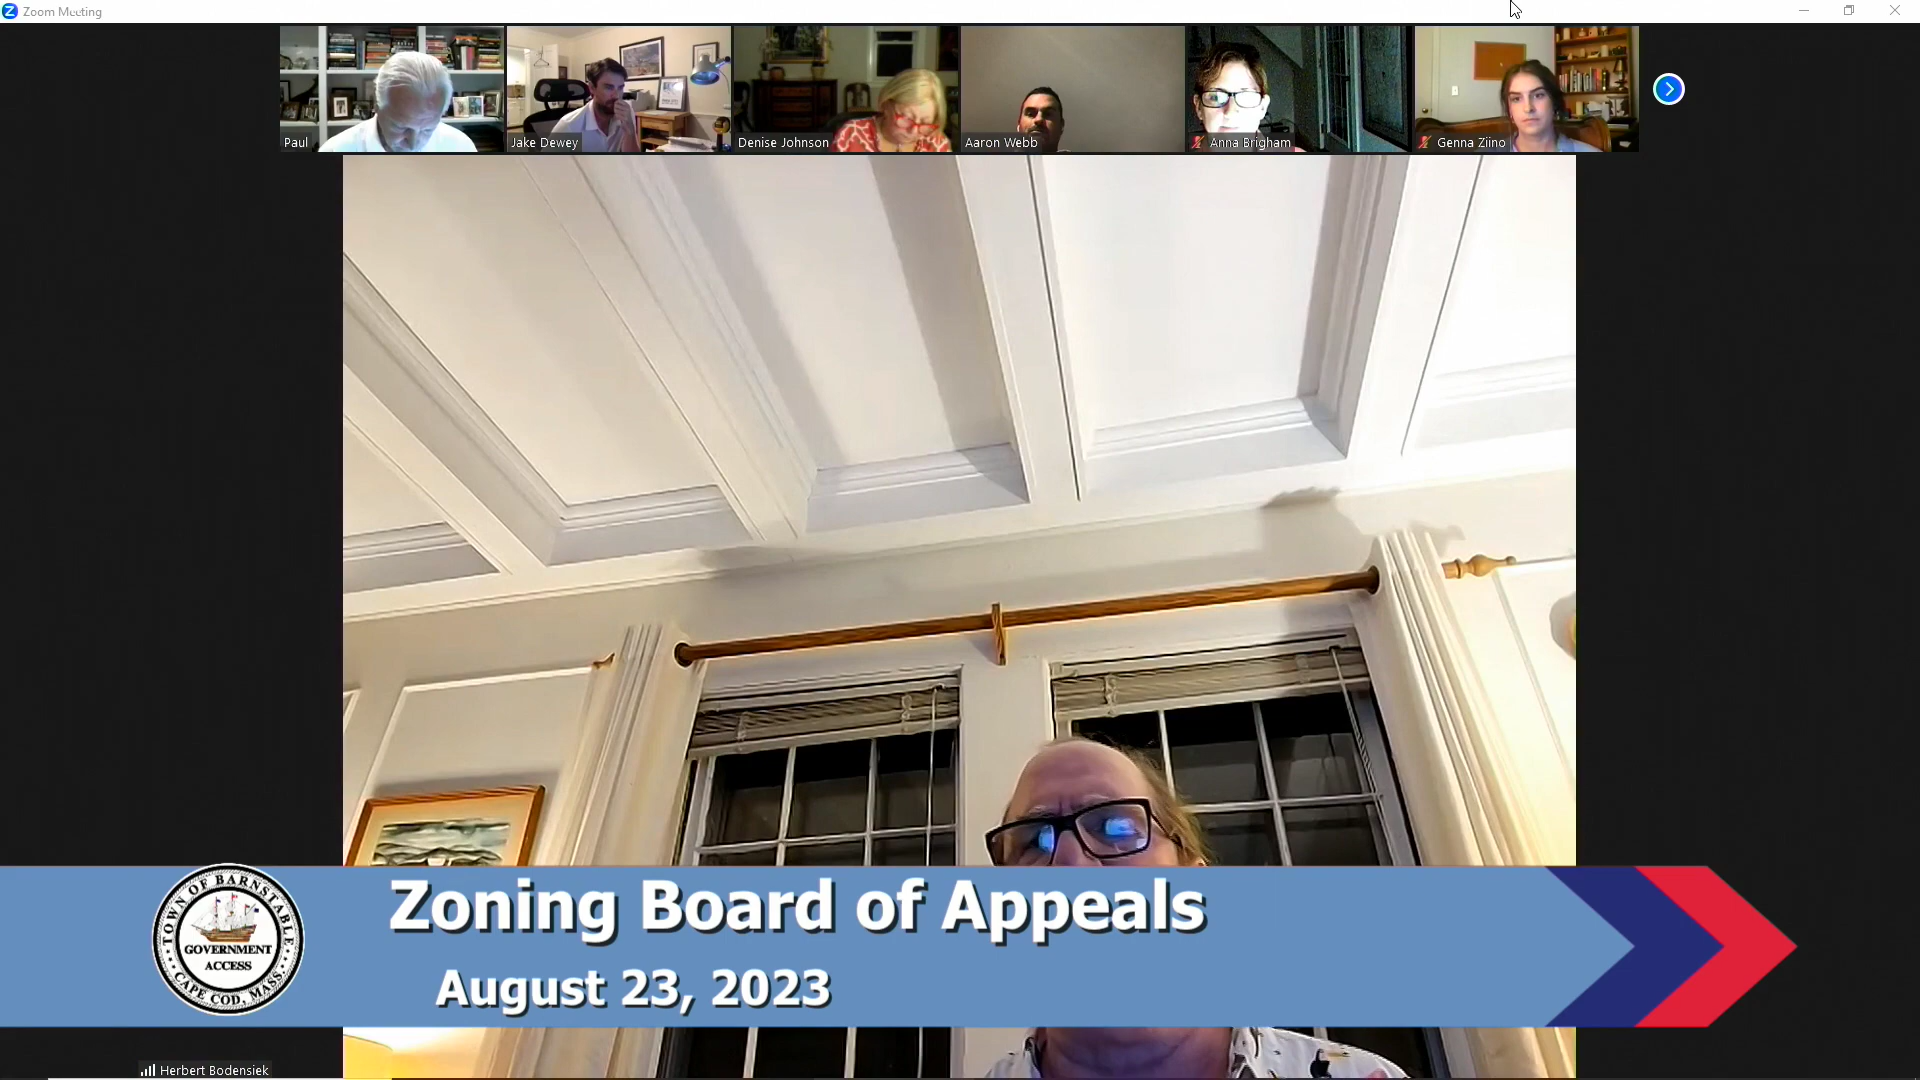 Zoom Meeting
Paul
Jake Dewey
Denise Johnson
Aaron Webb
Anna Brigham
Genna Ziino
Zoning Board of Appeals
August 23, 2023
TOWN OF BARNSTABLE
GOVERNMENT
ACCESS
CAPE COD, MASS.
Herbert Bodensiek